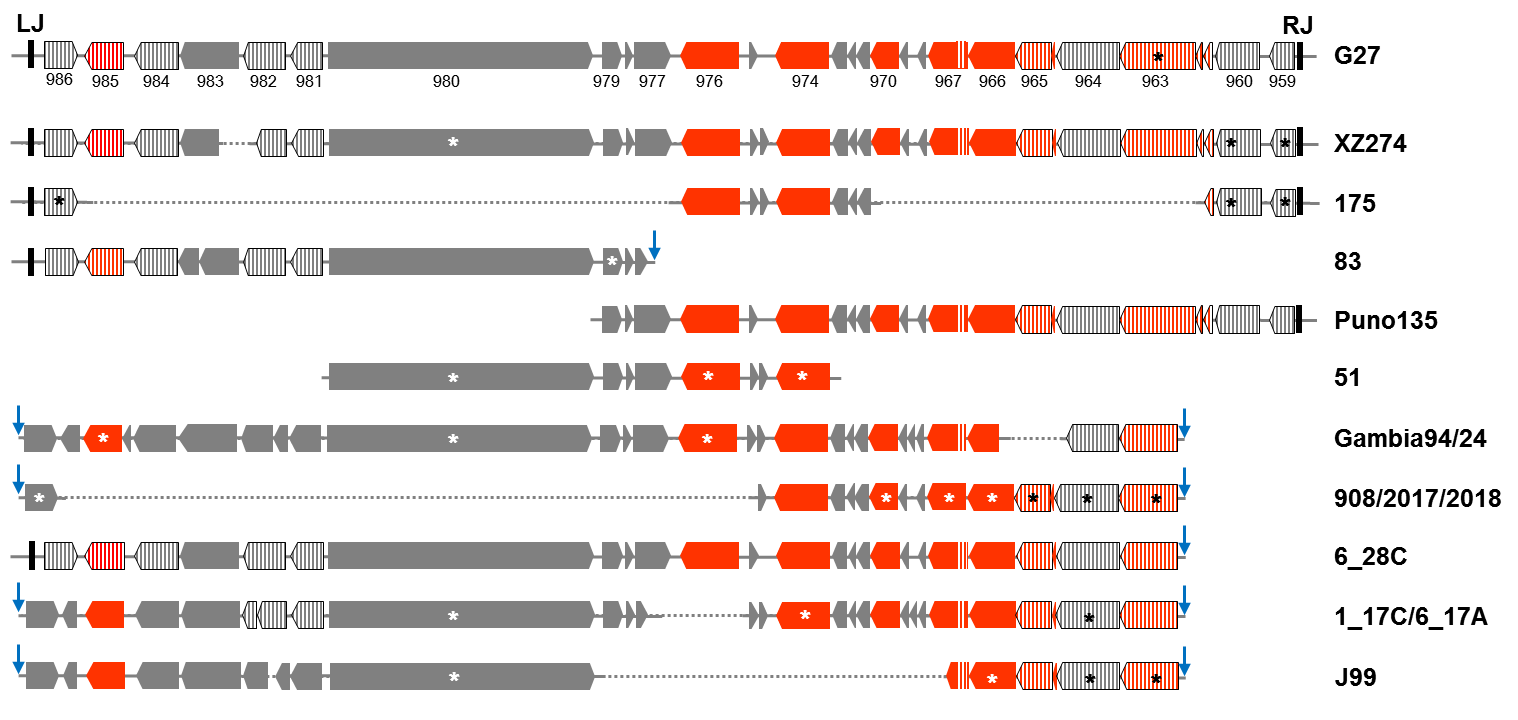 LJ RJ
G27
986 985 984 983 982 981 980 979 977 976 974 970 967 966 965 964 963 960 959
*
XZ274
* * *
175
* * *
83
*
Puno135
51
* * *
Gambia94/24
* * *
908/2017/2018
* * * * * * *
6_28C
1_17C/6_17A
* * *
J99
* * * *